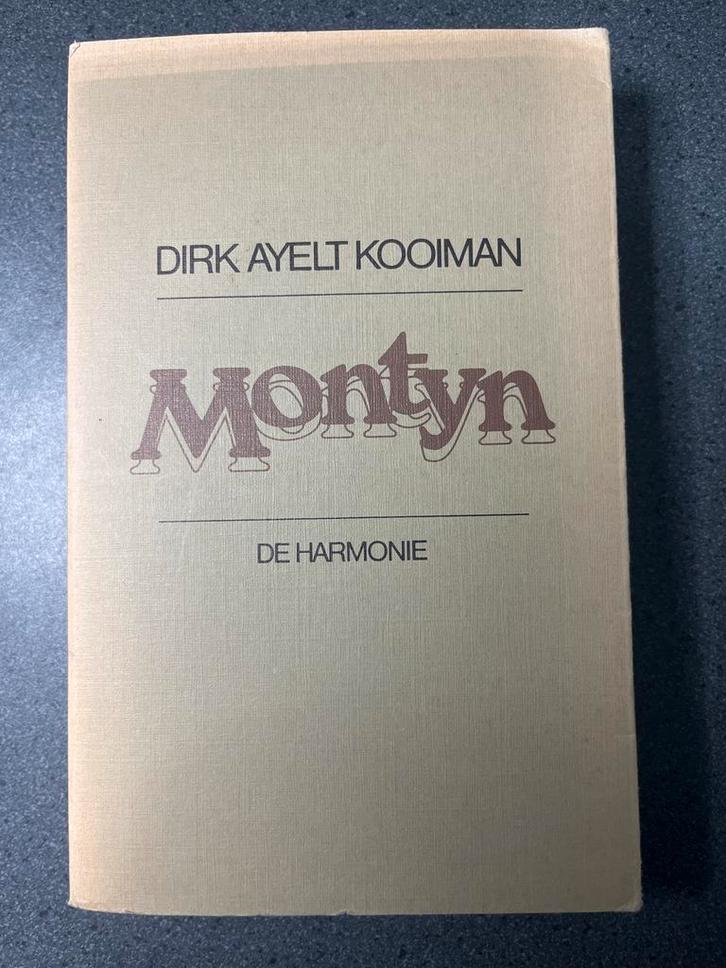 DIRK AYELT KOOIMAN
Montyn
DE HARMONIE